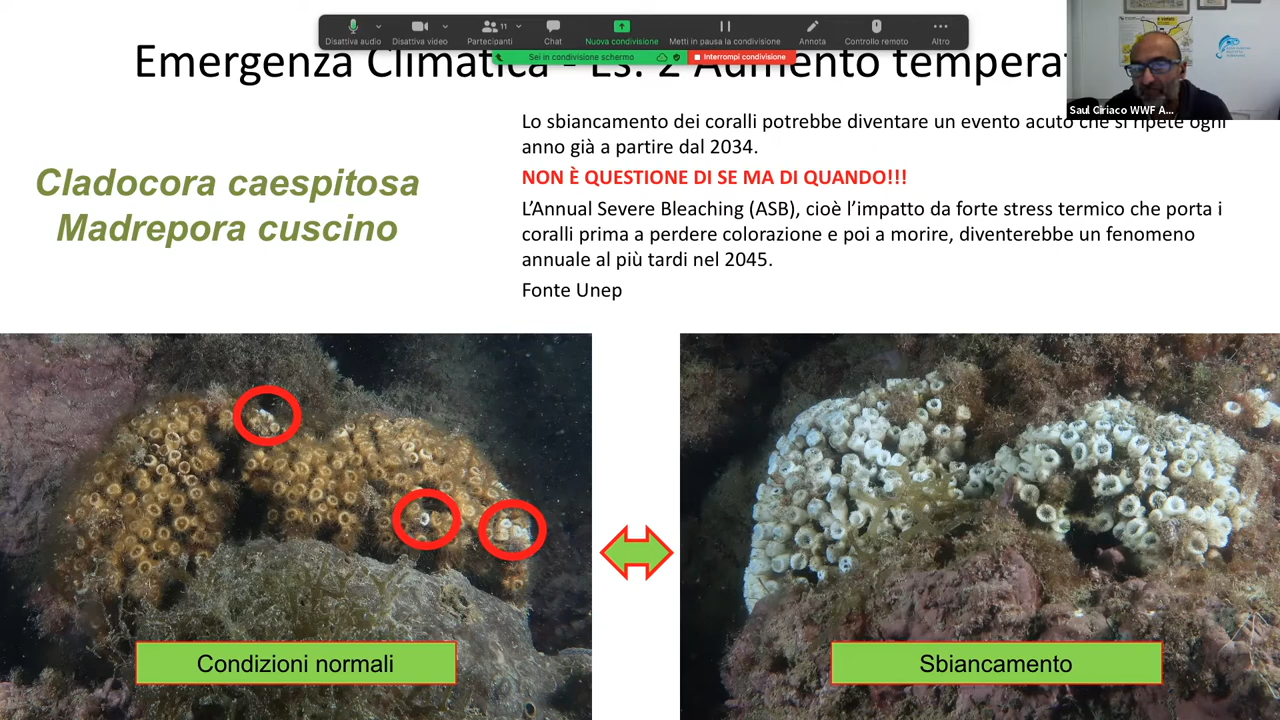 Disattiva audio
Disattiva video
Partecipanti
11
Chat
Nuova condivisione
Metti in pausa la condivisione
Annota
Controllo remoto
Altro
Sei in condivisione schermo
Interrompi condivisione
Emergenza Climatica - Es. 2 Aumento tempera
Saul Ciriaco WWF A...
Cladocora caespitosa
Madrepora cuscino
Lo sbiancamento dei coralli potrebbe diventare un evento acuto che si ripete ogni
anno già a partire dal 2034.
NON È QUESTIONE DI SE MA DI QUANDO!!!
L’Annual Severe Bleaching (ASB), cioè l’impatto da forte stress termico che porta i
coralli prima a perdere colorazione e poi a morire, diventerebbe un fenomeno
annuale al più tardi nel 2045.
Fonte Unep
Condizioni normali
Sbiancamento